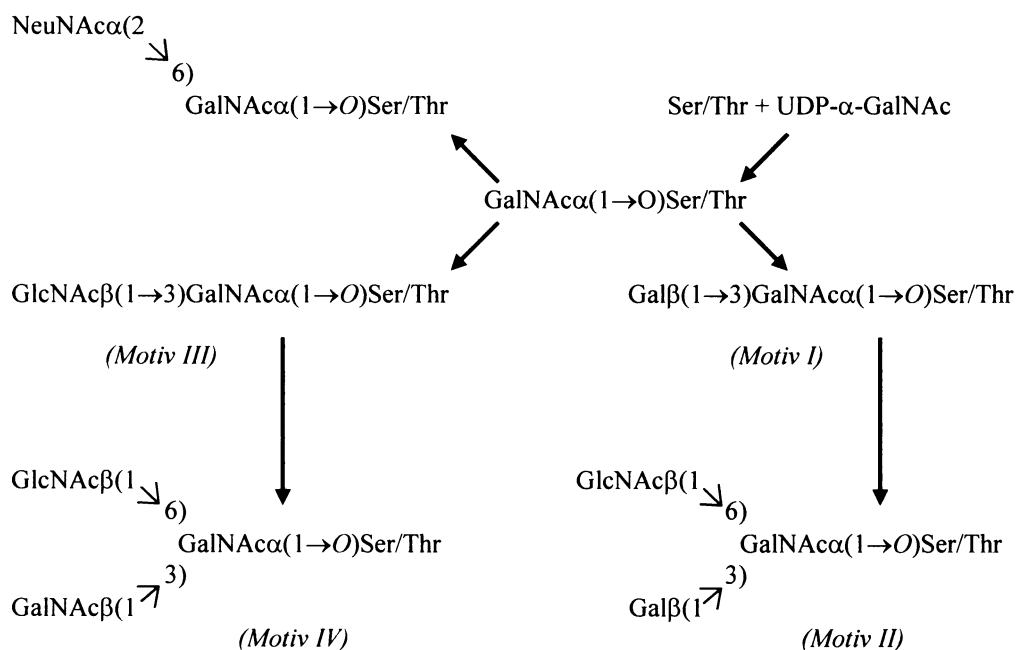 NeuNAcα(2
↘
6)
GalNAcα(1→O)Ser/Thr
Ser/Thr + UDP-α-GalNAc
GalNAcα(1→O)Ser/Thr
GlcNAcβ(1→3)GalNAcα(1→O)Ser/Thr
Galβ(1→3)GalNAcα(1→O)Ser/Thr
(Motiv III)
(Motiv I)
GlcNAcβ(1
↘
6)
GalNAcα(1→O)Ser/Thr
3)
↗
GalNAcβ(1
(Motiv IV)
GlcNAcβ(1
↘
6)
GalNAcα(1→O)Ser/Thr
3)
↗
Galβ(1
(Motiv II)